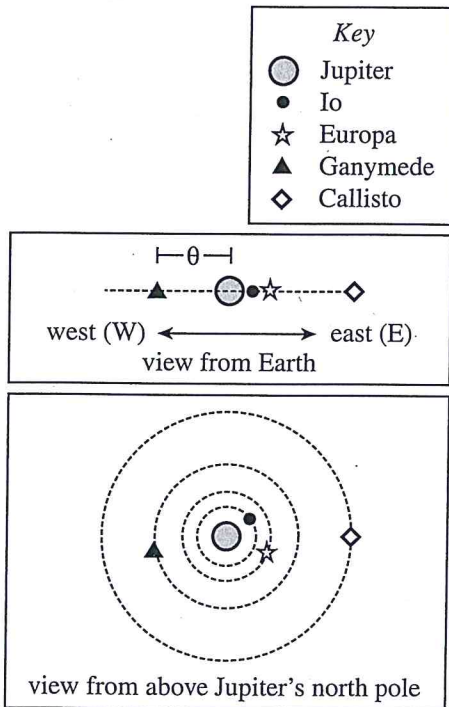 Key
Jupiter
Io
Europa
Ganymede
Callisto
θ
west (W) east (E)
view from Earth
view from above Jupiter's north pole